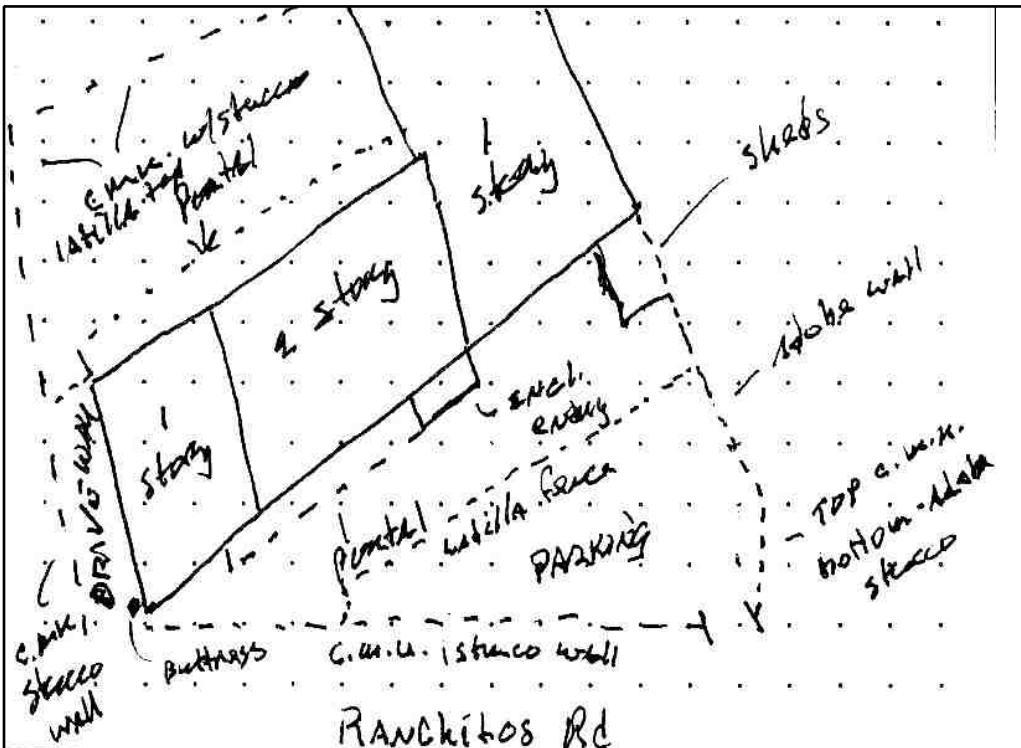 c.m.u. w/stucco
latilla top
Portal
1
story
sheds
2 story
adobe wall
encl.
entry
1
story
DRIVEWAY
Portal
latilla fence
PARKING
TOP c.m.u.
bottom-adobe
stucco
c.m.u.
stucco
wall
Buttress
c.m.u. stucco wall
RANCHITOS Rd